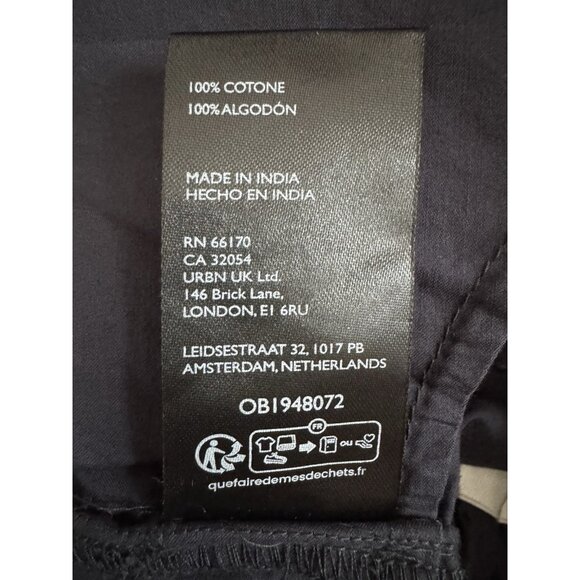 100% COTONE
100% ALGODÓN
MADE IN INDIA
HECHO EN INDIA
RN 66170
CA 32054
URBN UK Ltd.
146 Brick Lane,
LONDON, E1 6RU
LEIDSESTRAAT 32, 1017 PB
AMSTERDAM, NETHERLANDS
OB1948072
FR
OU
quefairedemesdechets.fr